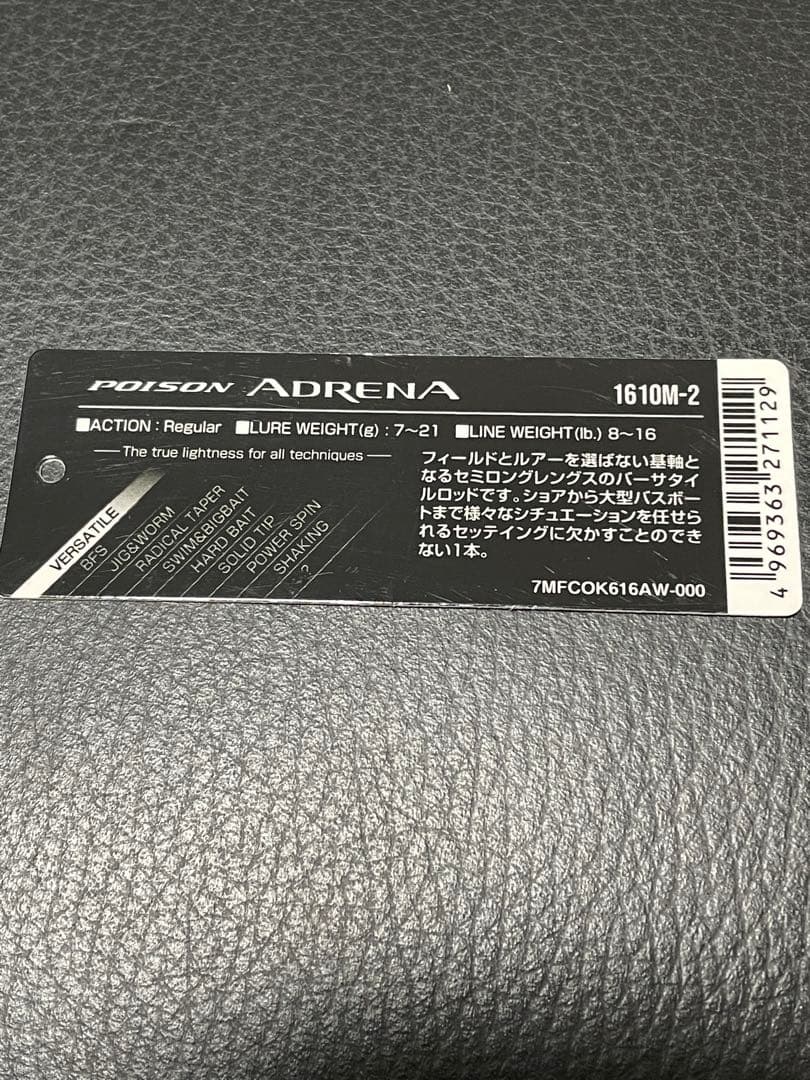 POISON ADRENA
1610M-2
■ACTION : Regular ■LURE WEIGHT(g) : 7～21 ■LINE WEIGHT(lb.) 8～16
The true lightness for all techniques
VERSATILE
BFS
JIG&WORM
RADICAL TAPER
SWIM&BIGBAIT
HARD BAIT
SOLID TIP
POWER SPIN
SHAKING
?
フィールドとルアーを選ばない基軸と
なるセミロングレングスのバーサタイ
ルロッドです。ショアから大型バスボー
トまで様々なシチュエーションを任せら
れるセッテイングに欠かすことのでき
ない1本。
7MFCOK616AW-000
4 969363 271129